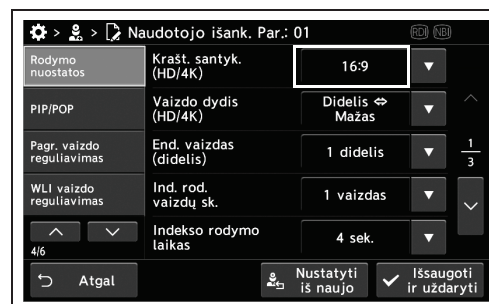 > > Naudotojo išank. Par.: 01 RDI NBI
Rodymo
nuostatos
Krašt. santyk.
(HD/4K)
16:9
PIP/POP
Vaizdo dydis
(HD/4K)
Didelis ⇔
Mažas
Pagr. vaizdo
reguliavimas
End. vaizdas
(didelis)
1 didelis
1
3
WLI vaizdo
reguliavimas
Ind. rod.
vaizdų sk.
1 vaizdas
4/6
Indekso rodymo
laikas
4 sek.
Atgal
Nustatyti
iš naujo
Išsaugoti
ir uždaryti